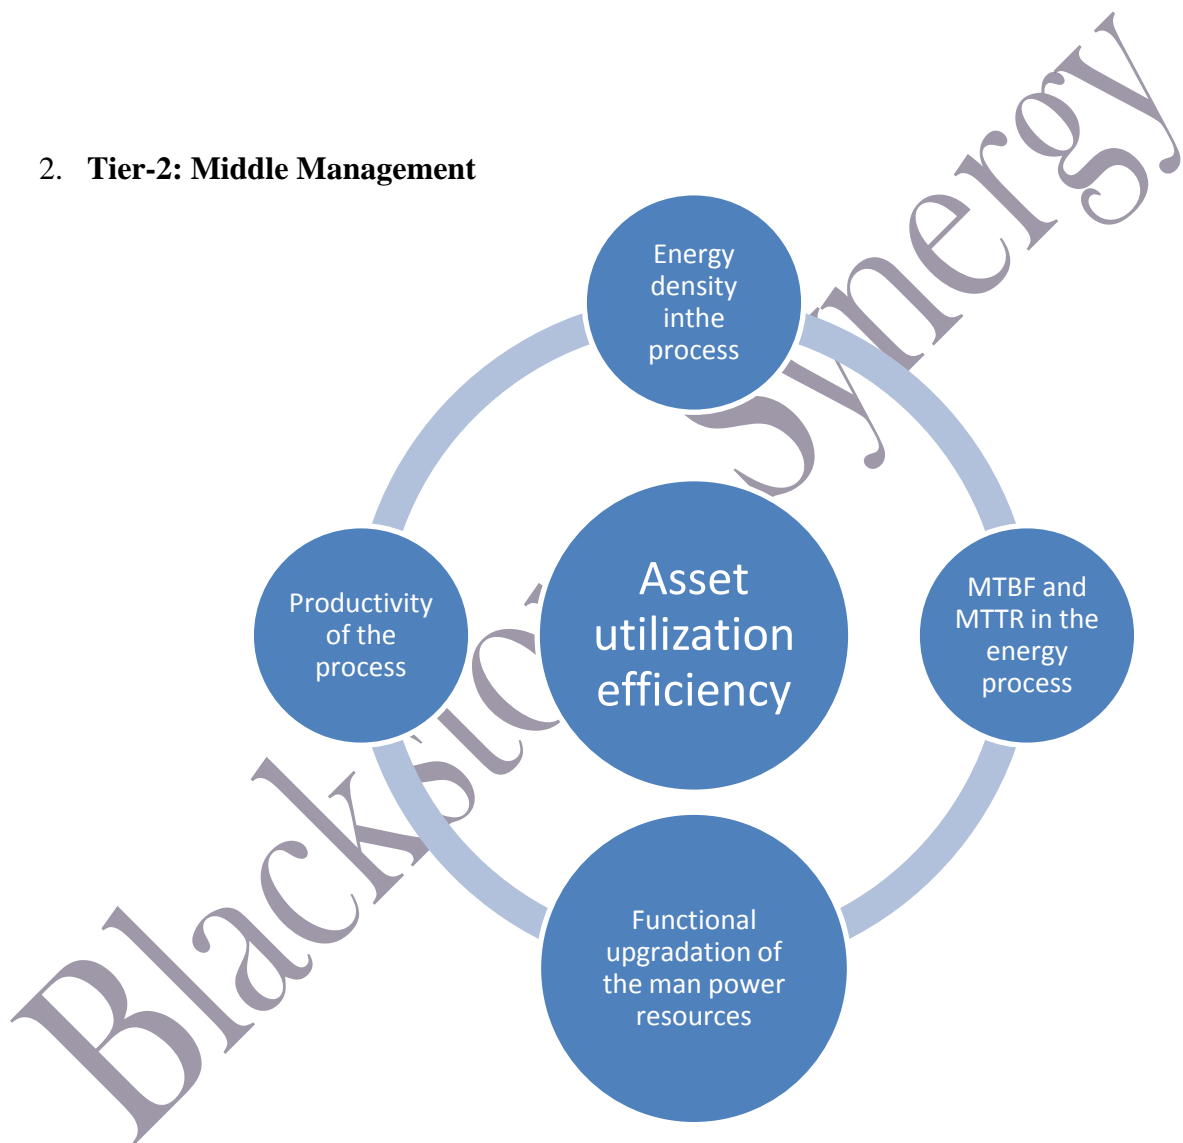 2. Tier-2: Middle Management
Energy
density
inthe
process
Productivity
of the
process
Asset
utilization
efficiency
MTBF and
MTTR in the
energy
process
Functional
upgradation of
the man power
resources
Synergy